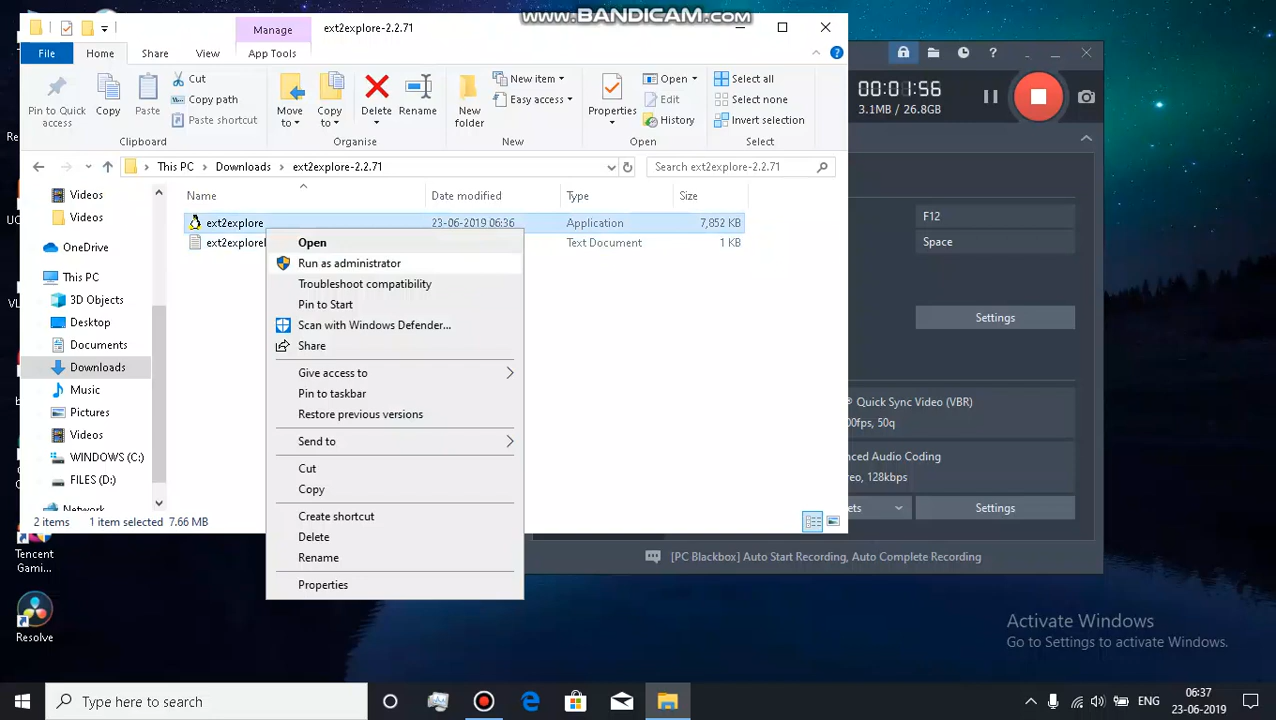 www.BANDICAM.com
Manage
ext2explore-2.2.71
File
Home
Share
View
App Tools
Pin to Quick access
Copy
Paste
Cut
Copy path
Paste shortcut
Clipboard
Move to
Copy to
Delete
Rename
Organise
New folder
New item
Easy access
New
Properties
Open
Edit
History
Open
Select all
Select none
Invert selection
Select
This PC
Downloads
ext2explore-2.2.71
Search ext2explore-2.2.71
Name
Date modified
Type
Size
ext2explore
23-06-2019 06:36
Application
7,852 KB
ext2explorel
Text Document
1 KB
Videos
Videos
OneDrive
This PC
3D Objects
Desktop
Documents
Downloads
Music
Pictures
Videos
WINDOWS (C:)
FILES (D:)
Network
2 items
1 item selected 7.66 MB
Open
Run as administrator
Troubleshoot compatibility
Pin to Start
Scan with Windows Defender...
Share
Give access to
Pin to taskbar
Restore previous versions
Send to
Cut
Copy
Create shortcut
Delete
Rename
Properties
00:01:56
3.1MB / 26.8GB
F12
Space
Settings
Quick Sync Video (VBR)
00fps, 50q
nced Audio Coding
ereo, 128kbps
ets
Settings
[PC Blackbox] Auto Start Recording, Auto Complete Recording
Tencent
Gami...
Resolve
Activate Windows
Go to Settings to activate Windows.
Type here to search
ENG
06:37
23-06-2019